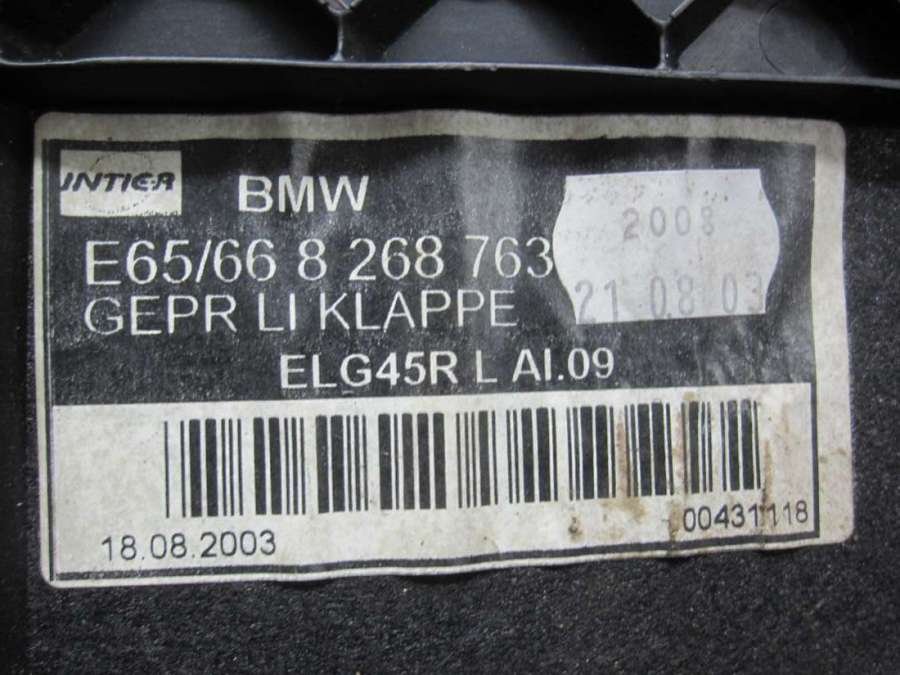 INTIER
BMW
E65/66 8 268 763
GEPR LI KLAPPE
ELG45R L AI.09
2008
21 08 03
18.08.2003
00431118